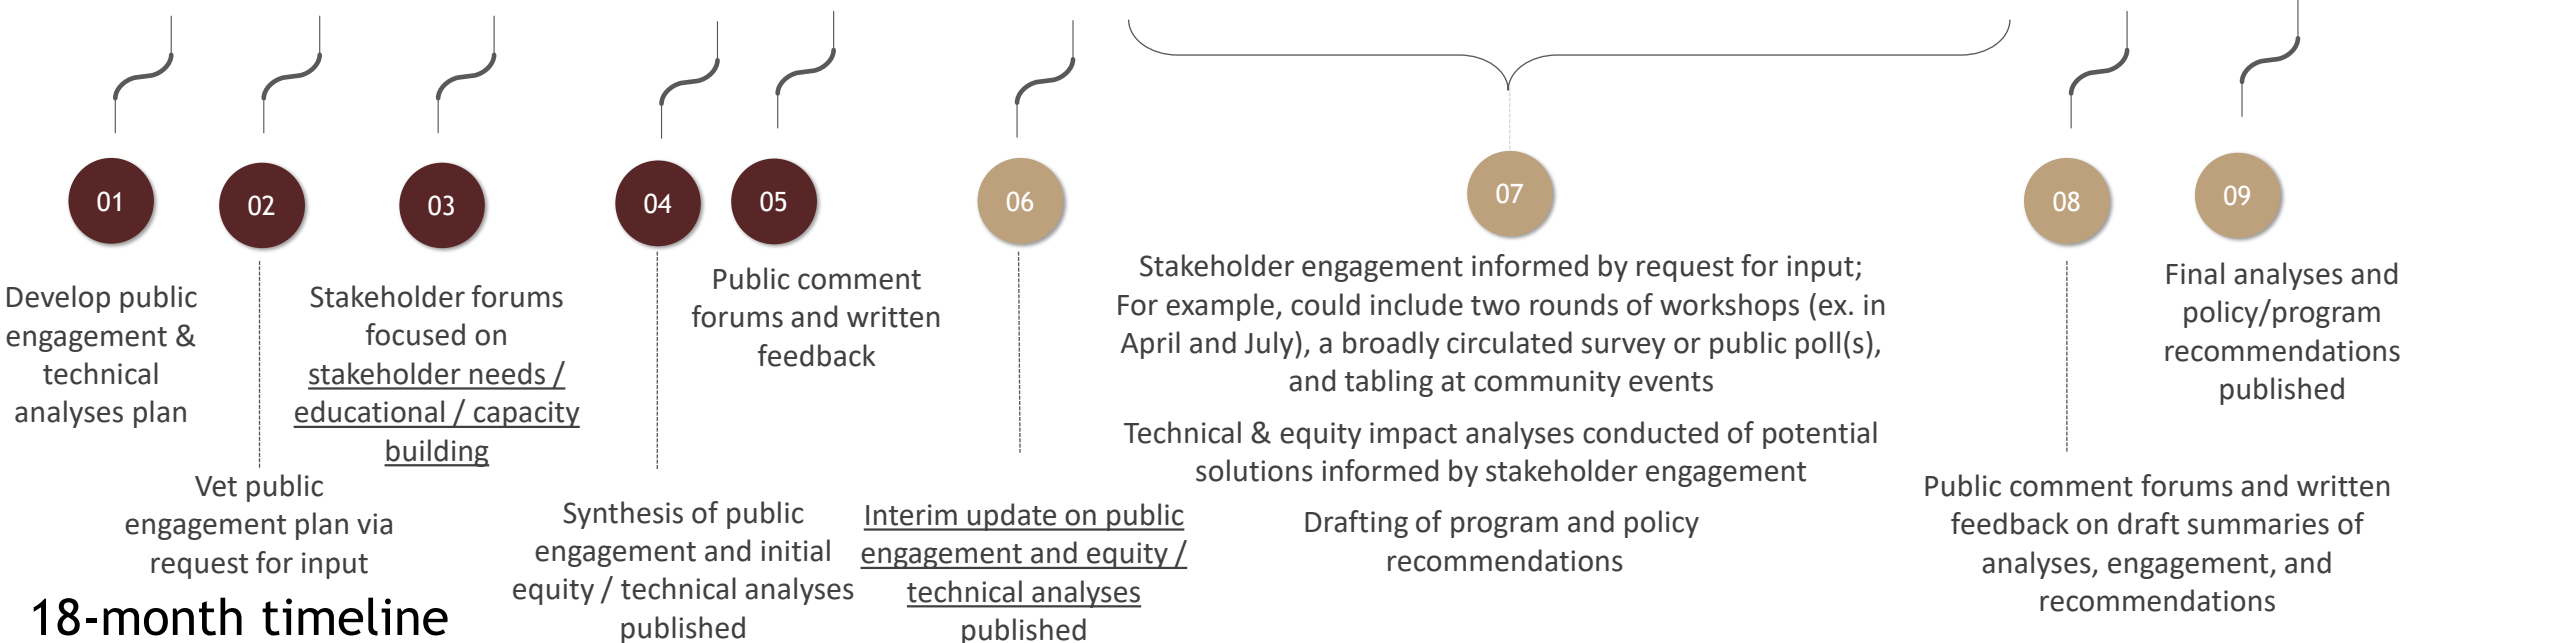 01
Develop public
engagement &
technical
analyses plan
02
Vet public
engagement plan via
request for input
03
Stakeholder forums
focused on
stakeholder needs /
educational / capacity
building
04
Synthesis of public
engagement and initial
equity / technical analyses
published
05
Public comment
forums and written
feedback
06
Interim update on public
engagement and equity /
technical analyses
published
07
Stakeholder engagement informed by request for input;
For example, could include two rounds of workshops (ex. in
April and July), a broadly circulated survey or public poll(s),
and tabling at community events
Technical & equity impact analyses conducted of potential
solutions informed by stakeholder engagement
Drafting of program and policy
recommendations
08
Public comment forums and written
feedback on draft summaries of
analyses, engagement, and
recommendations
09
Final analyses and
policy/program
recommendations
published
18-month timeline